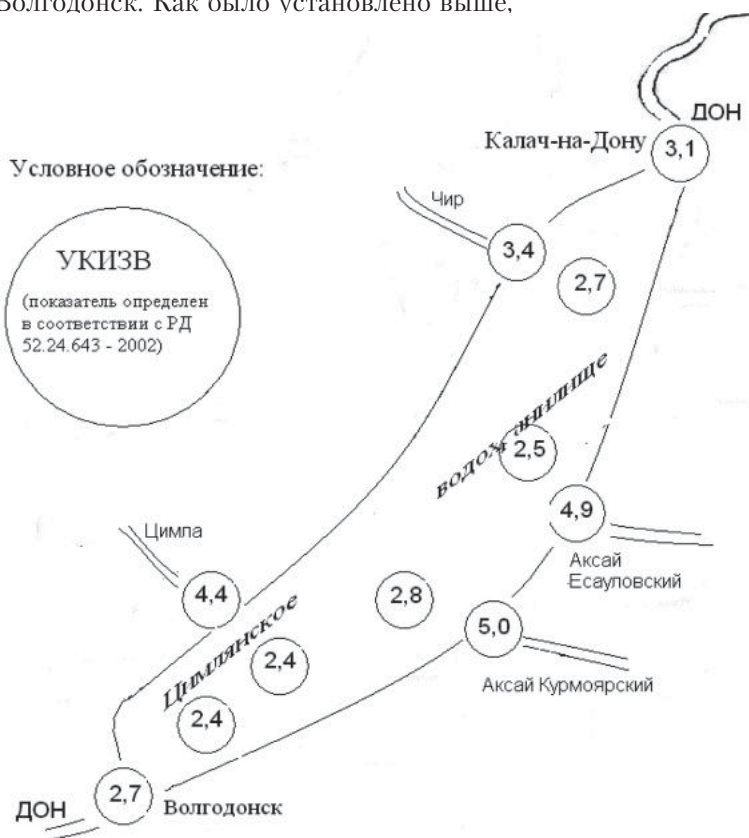 Волгодонск. Как было установлено выше,
ДОН
Калач-на-Дону
3,1
Условное обозначение:
Чир
3,4
УКИЗВ
2,7
(показатель определен
в соответствии с РД
52.24.643 - 2002)
2,5
4,9
Цимла
Аксай
Есауловский
4,4
2,8
5,0
Цимлянское
2,4
Аксай Курмоярский
2,4
2,7
Волгодонск
ДОН